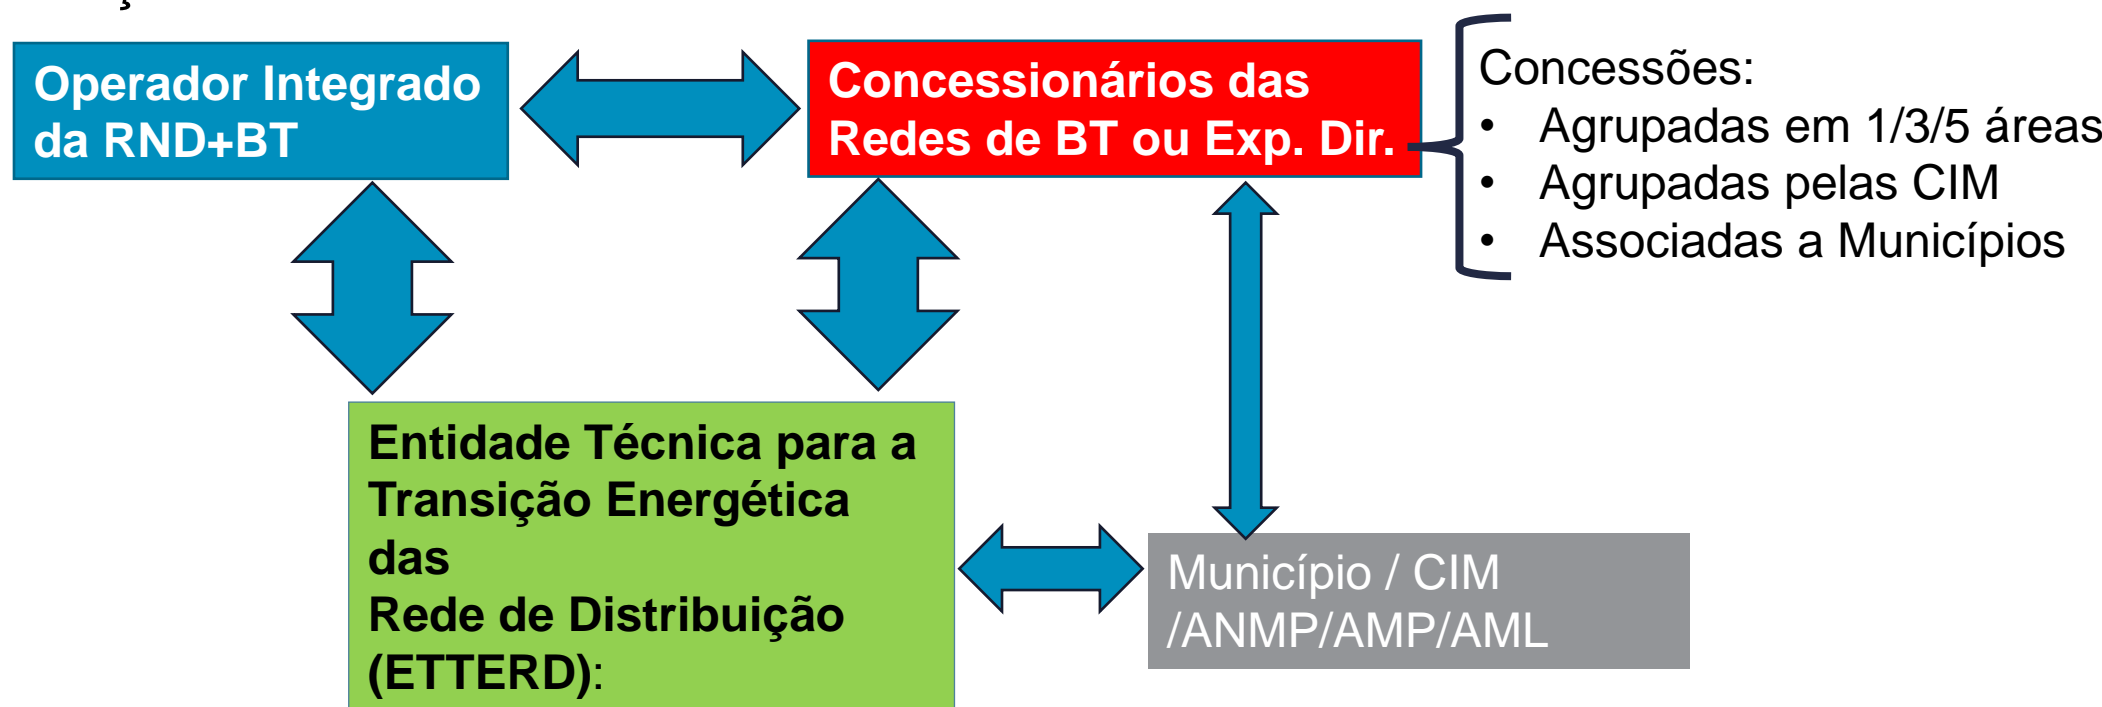 Operador Integrado
da RND+BT
Concessionários das
Redes de BT ou Exp. Dir.
Concessões:
• Agrupadas em 1/3/5 áreas
• Agrupadas pelas CIM
• Associadas a Municípios
Entidade Técnica para a
Transição Energética
das
Rede de Distribuição
(ETTERD):
Município / CIM
/ANMP/AMP/AML